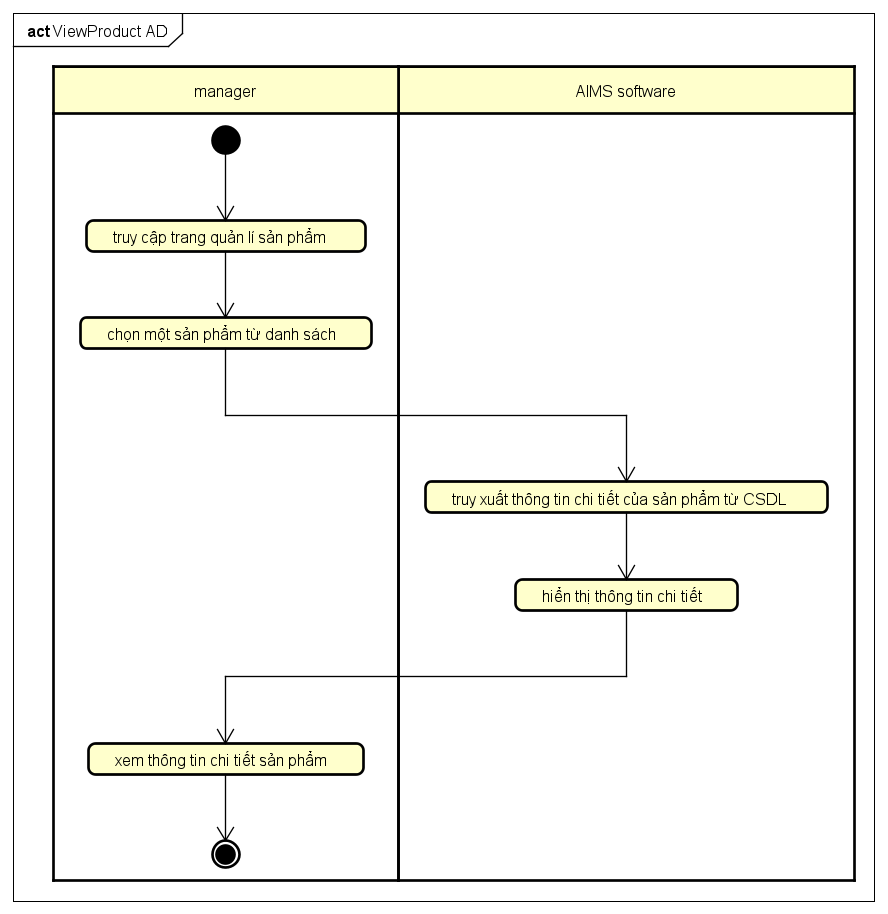 act ViewProduct AD
manager
AIMS software
truy cập trang quản lí sản phẩm
chọn một sản phẩm từ danh sách
truy xuất thông tin chi tiết của sản phẩm từ CSDL
hiển thị thông tin chi tiết
xem thông tin chi tiết sản phẩm